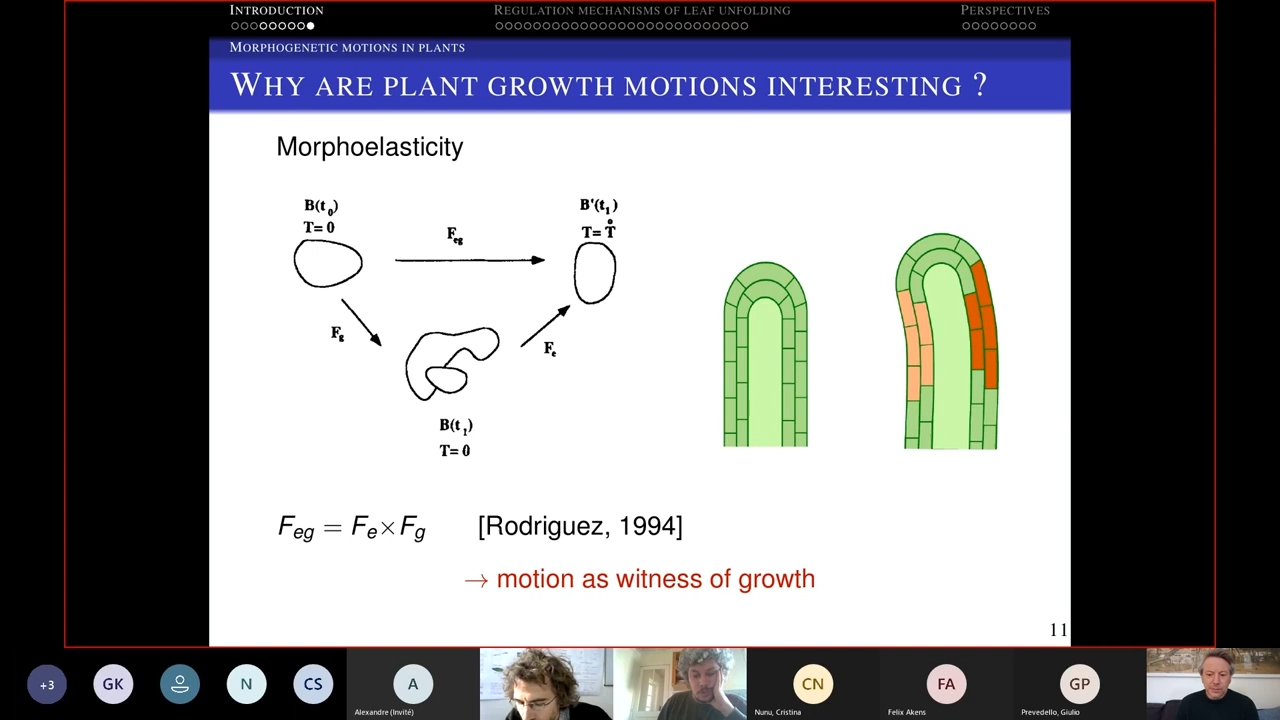 INTRODUCTION
REGULATION MECHANISMS OF LEAF UNFOLDING
PERSPECTIVES
MORPHOGENETIC MOTIONS IN PLANTS
WHY ARE PLANT GROWTH MOTIONS INTERESTING ?
Morphoelasticity
B(t0)
T= 0
Feg
B'(t1)
T= T̊
Fg
Fe
B(t1)
T= 0
Feg = Fe×Fg [Rodriguez, 1994]
→ motion as witness of growth
11
+3
GK
N
CS
A
Alexandre (Invité)
CN
Nunu, Cristina
FA
Felix Akens
GP
Prevedello, Giulio